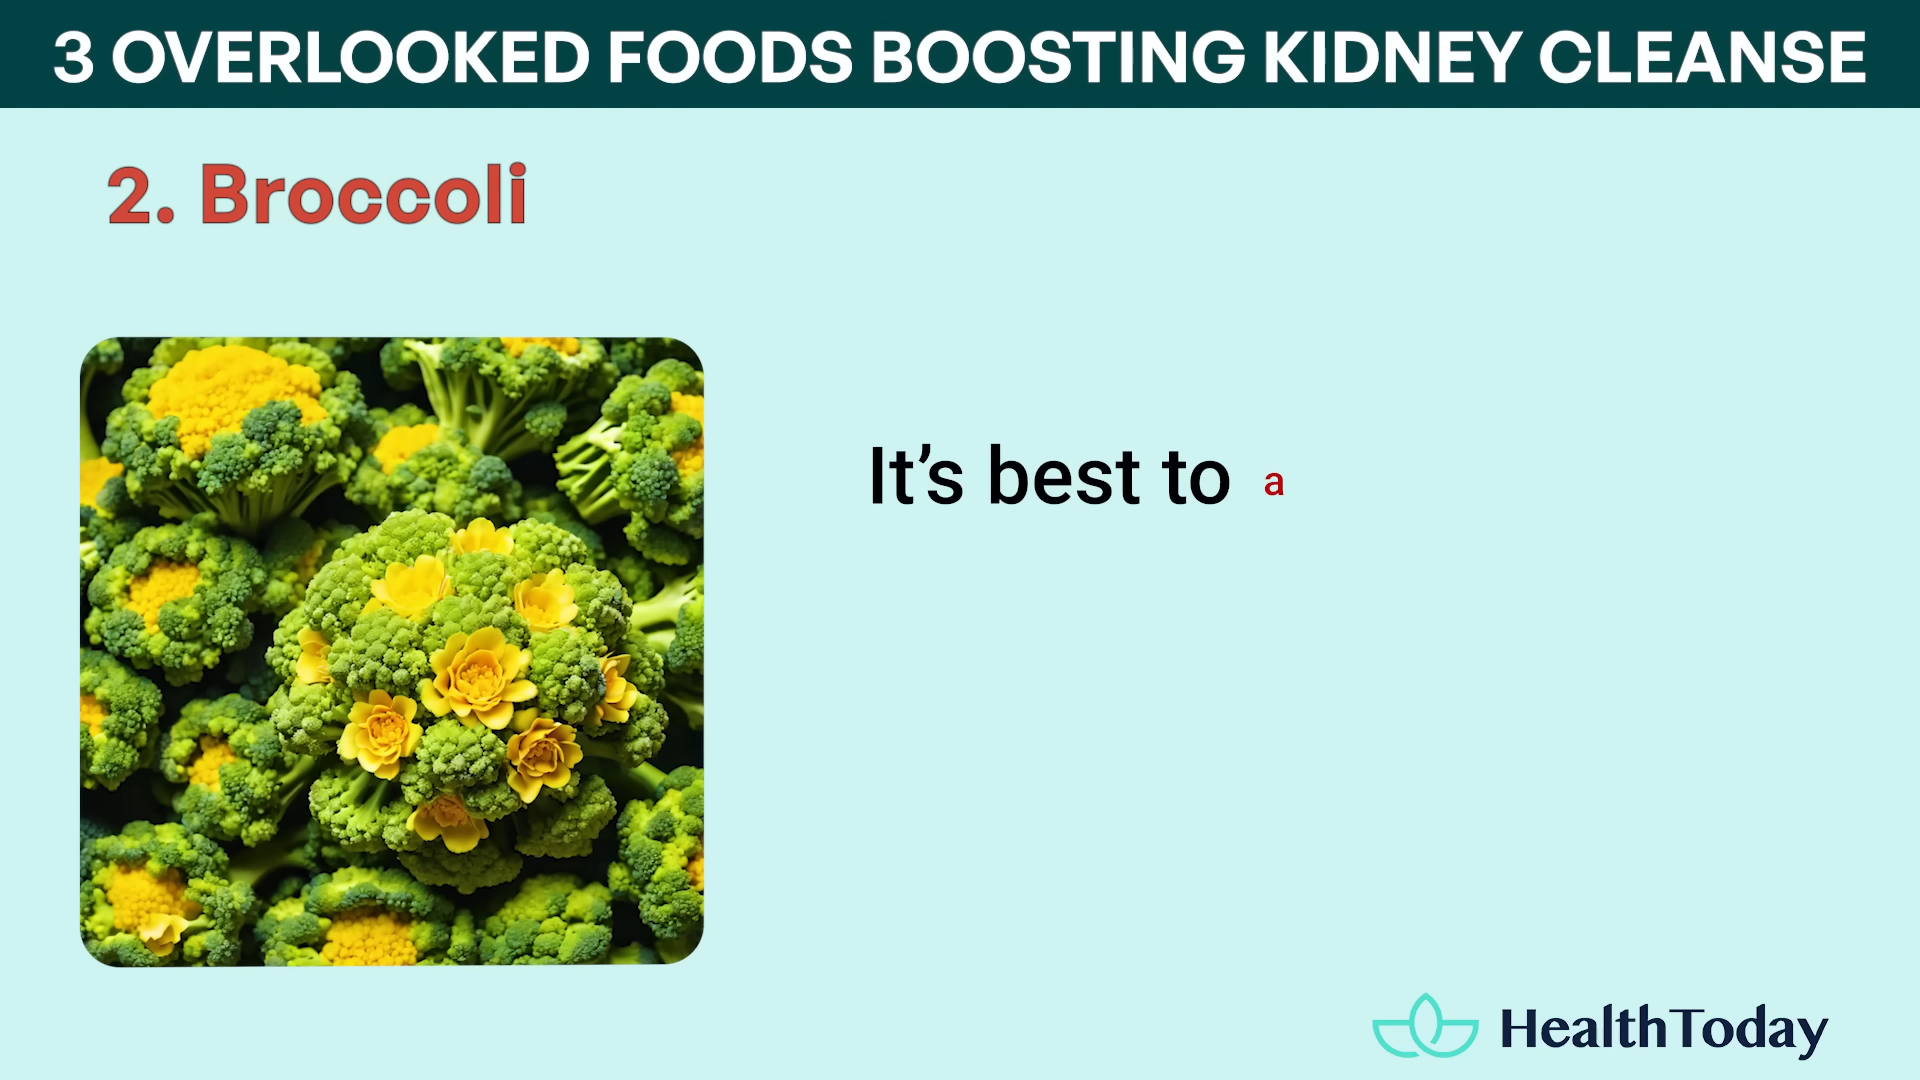 3 OVERLOOKED FOODS BOOSTING KIDNEY CLEANSE
2. Broccoli
It’s best to a
HealthToday